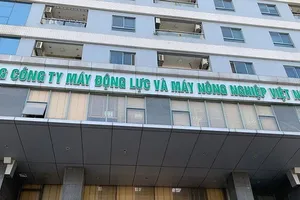 CÔNG TY MÁY ĐỘNG LỰC VÀ MÁY NÔNG NGHIỆP VIỆT